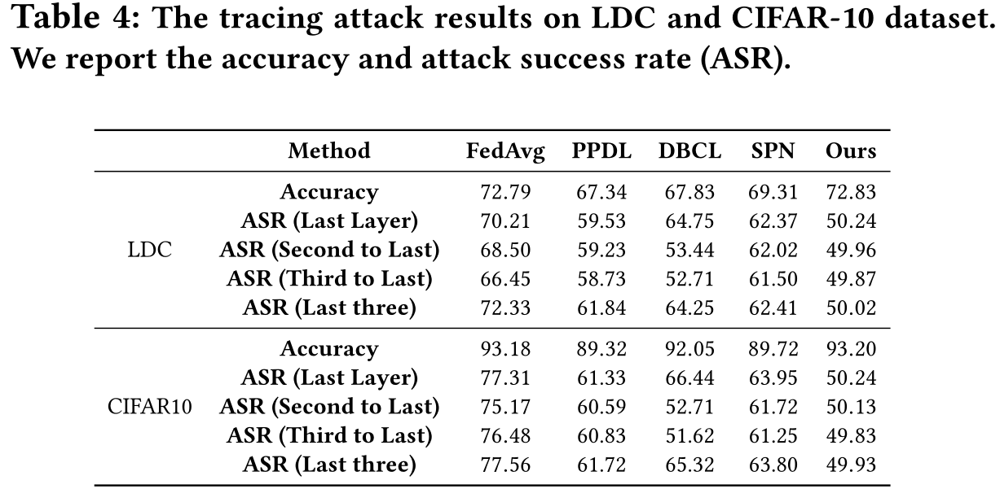 Table 4: The tracing attack results on LDC and CIFAR-10 dataset.
We report the accuracy and attack success rate (ASR).
Method FedAvg PPDL DBCL SPN Ours
Accuracy 72.79 67.34 67.83 69.31 72.83
ASR (Last Layer) 70.21 59.53 64.75 62.37 50.24
LDC ASR (Second to Last) 68.50 59.23 53.44 62.02 49.96
ASR (Third to Last) 66.45 58.73 52.71 61.50 49.87
ASR (Last three) 72.33 61.84 64.25 62.41 50.02
Accuracy 93.18 89.32 92.05 89.72 93.20
ASR (Last Layer) 77.31 61.33 66.44 63.95 50.24
CIFAR10 ASR (Second to Last) 75.17 60.59 52.71 61.72 50.13
ASR (Third to Last) 76.48 60.83 51.62 61.25 49.83
ASR (Last three) 77.56 61.72 65.32 63.80 49.93